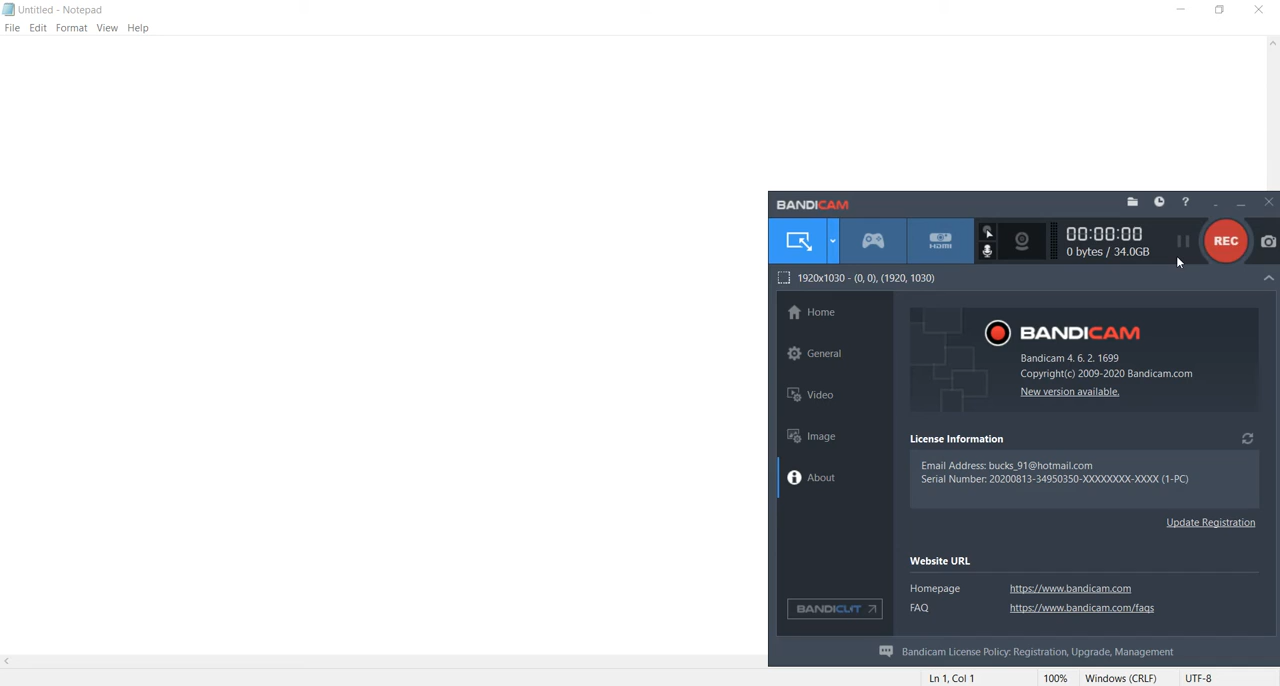 Untitled - Notepad
File Edit Format View Help
BANDICAM
?
HDMI
00:00:00
0 bytes / 34.0GB
REC
1920x1030 - (0, 0), (1920, 1030)
Home
General
Video
Image
About
BANDICUT
BANDICAM
Bandicam 4. 6. 2. 1699
Copyright(c) 2009-2020 Bandicam.com
New version available.
License Information
Email Address: bucks_91@hotmail.com
Serial Number: 20200813-34950350-XXXXXXXX-XXXX (1-PC)
Update Registration
Website URL
Homepage https://www.bandicam.com
FAQ https://www.bandicam.com/faqs
Bandicam License Policy: Registration, Upgrade, Management
Ln 1, Col 1 100% Windows (CRLF) UTF-8